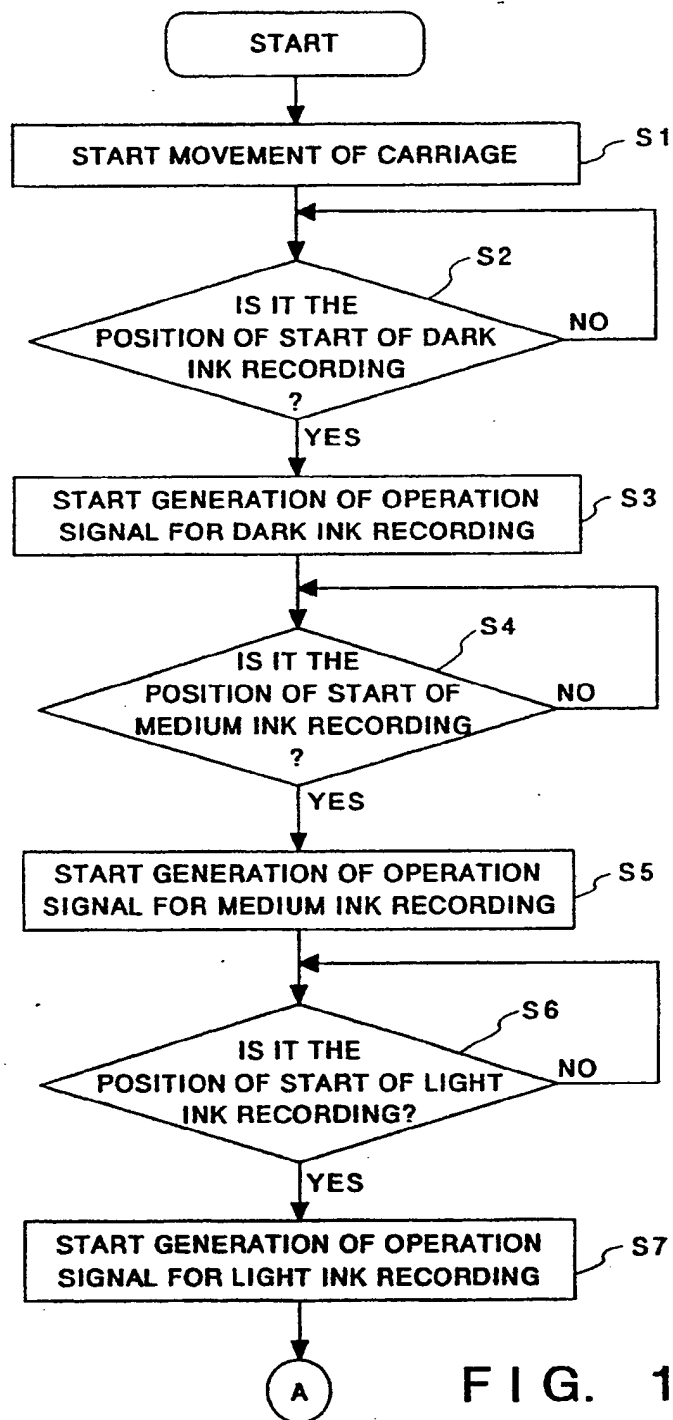 START
START MOVEMENT OF CARRIAGE
S1
S2
IS IT THE
POSITION OF START OF DARK
INK RECORDING
?
NO
YES
START GENERATION OF OPERATION
SIGNAL FOR DARK INK RECORDING
S3
S4
IS IT THE
POSITION OF START OF
MEDIUM INK RECORDING
?
NO
YES
START GENERATION OF OPERATION
SIGNAL FOR MEDIUM INK RECORDING
S5
S6
IS IT THE
POSITION OF START OF LIGHT
INK RECORDING?
NO
YES
START GENERATION OF OPERATION
SIGNAL FOR LIGHT INK RECORDING
S7
A
FIG. 1